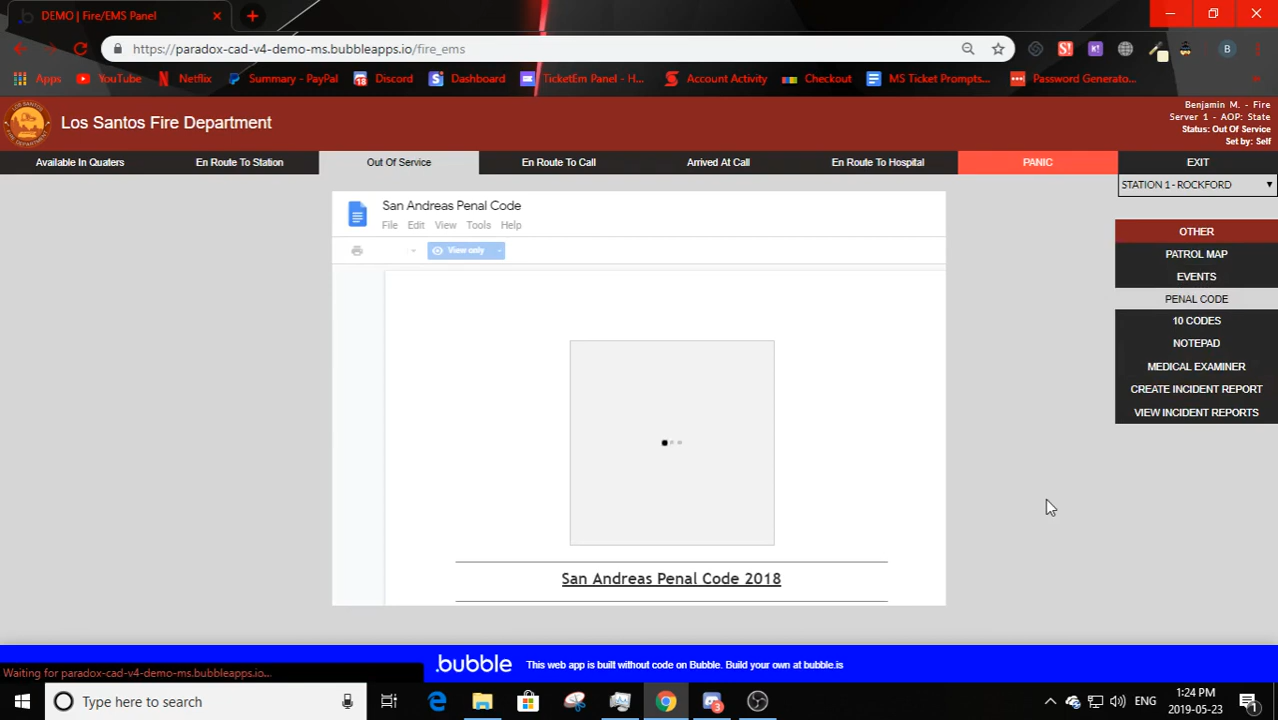 DEMO | Fire/EMS Panel
https://paradox-cad-v4-demo-ms.bubbleapps.io/fire_ems
B
Apps YouTube Netflix Summary - PayPal Discord Dashboard TicketEm Panel - H... Account Activity Checkout MS Ticket Prompts... Password Generato...
Los Santos Fire Department
Benjamin M. - Fire
Server 1 - AOP: State
Status: Out Of Service
Set by: Self
Available In Quaters En Route To Station Out Of Service En Route To Call Arrived At Call En Route To Hospital PANIC EXIT
STATION 1 - ROCKFORD
San Andreas Penal Code
File Edit View Tools Help
View only
OTHER
PATROL MAP
EVENTS
PENAL CODE
10 CODES
NOTEPAD
MEDICAL EXAMINER
CREATE INCIDENT REPORT
VIEW INCIDENT REPORTS
San Andreas Penal Code 2018
Waiting for paradox-cad-v4-demo-ms.bubbleapps.io...
.bubble This web app is built without code on Bubble. Build your own at bubble.is
Type here to search
3
ENG
1:24 PM
2019-05-23
1